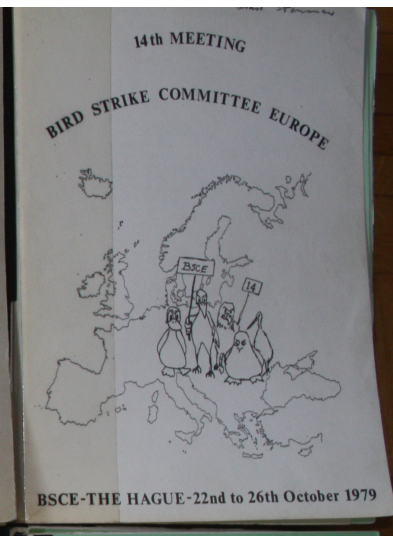 14th MEETING
BIRD STRIKE COMMITTEE EUROPE
BSCE
14
BSCE-THE HAGUE-22nd to 26th October 1979